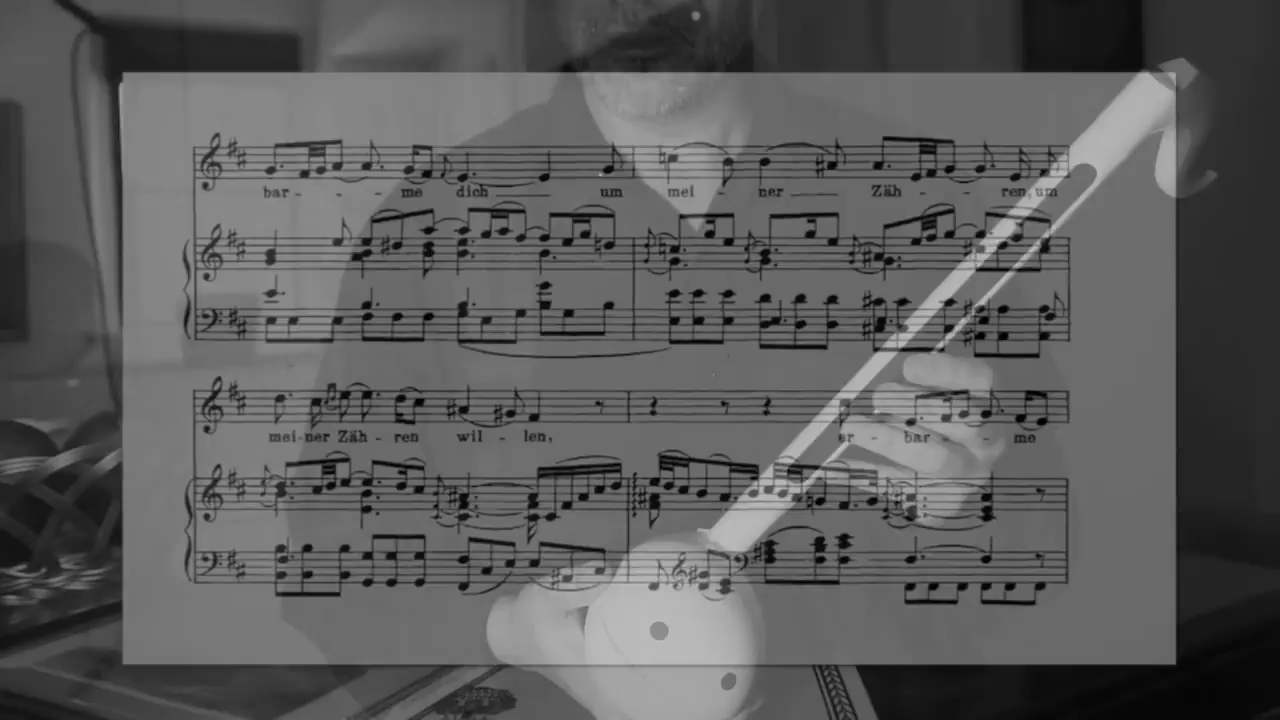 bar - - - me dich um mei - ner Zäh - - ren, um
mei-ner Zäh - ren wil - len, er - bar - - me